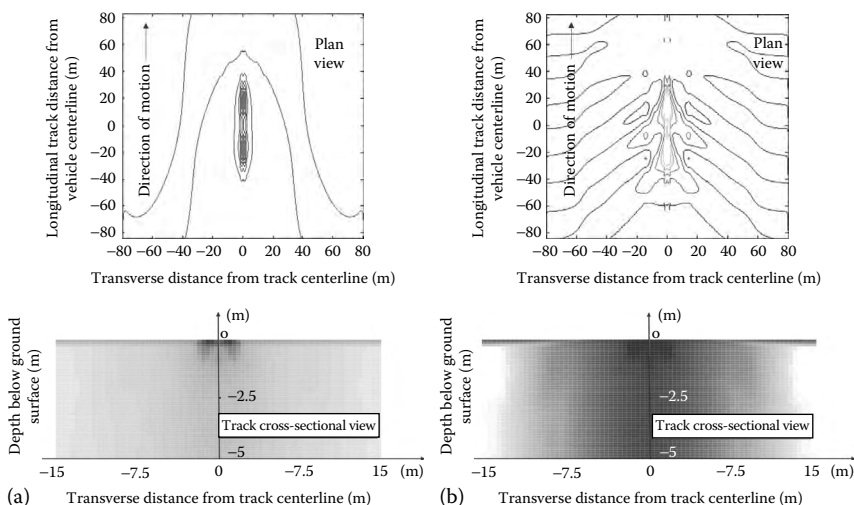 Longitudinal track distance from
vehicle centerline (m)
80
60
40
20
0
−20
−40
−60
−80
Direction of motion
Plan
view
−80 −60 −40 −20 0 20 40 60 80
Transverse distance from track centerline (m)
Longitudinal track distance from
vehicle centerline (m)
80
60
40
20
0
−20
−40
−60
−80
Direction of motion
Plan
view
−80 −60 −40 −20 0 20 40 60 80
Transverse distance from track centerline (m)
Depth below ground
surface (m)
(m)
o
−2.5
Track cross-sectional view
−5
−15 −7.5 0 −7.5 15 (m)
(a) Transverse distance from track centerline (m)
Depth below ground
surface (m)
(m)
o
−2.5
Track cross-sectional view
−5
−15 −7.5 0 −7.5 15 (m)
(b) Transverse distance from track centerline (m)